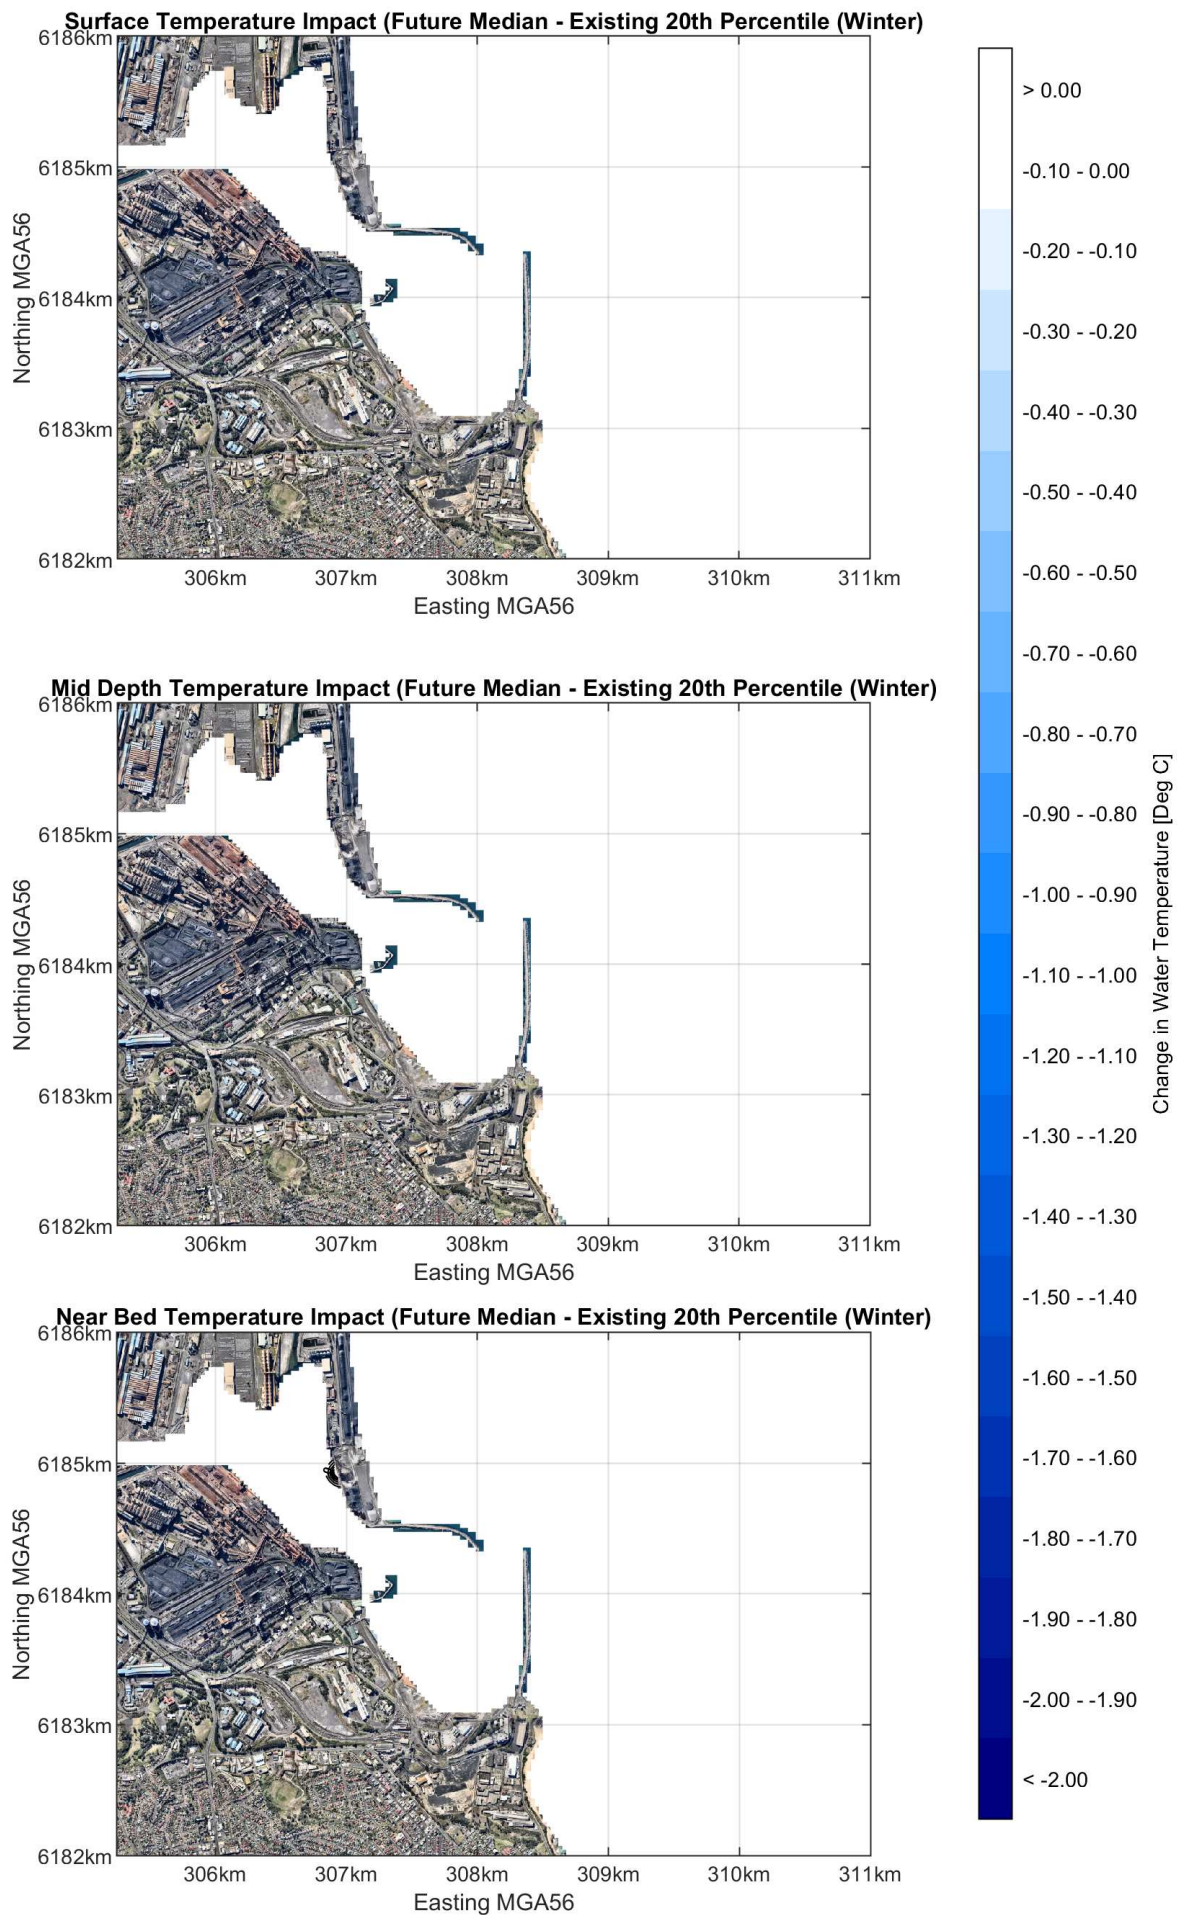 Surface Temperature Impact (Future Median - Existing 20th Percentile (Winter)
6186km
6185km
6184km
6183km
6182km
Northing MGA56
306km 307km 308km 309km 310km 311km
Easting MGA56
Mid Depth Temperature Impact (Future Median - Existing 20th Percentile (Winter)
6186km
6185km
6184km
6183km
6182km
Northing MGA56
306km 307km 308km 309km 310km 311km
Easting MGA56
Near Bed Temperature Impact (Future Median - Existing 20th Percentile (Winter)
6186km
6185km
6184km
6183km
6182km
Northing MGA56
306km 307km 308km 309km 310km 311km
Easting MGA56
> 0.00
-0.10 - 0.00
-0.20 - -0.10
-0.30 - -0.20
-0.40 - -0.30
-0.50 - -0.40
-0.60 - -0.50
-0.70 - -0.60
-0.80 - -0.70
-0.90 - -0.80
-1.00 - -0.90
-1.10 - -1.00
-1.20 - -1.10
-1.30 - -1.20
-1.40 - -1.30
-1.50 - -1.40
-1.60 - -1.50
-1.70 - -1.60
-1.80 - -1.70
-1.90 - -1.80
-2.00 - -1.90
< -2.00
Change in Water Temperature [Deg C]